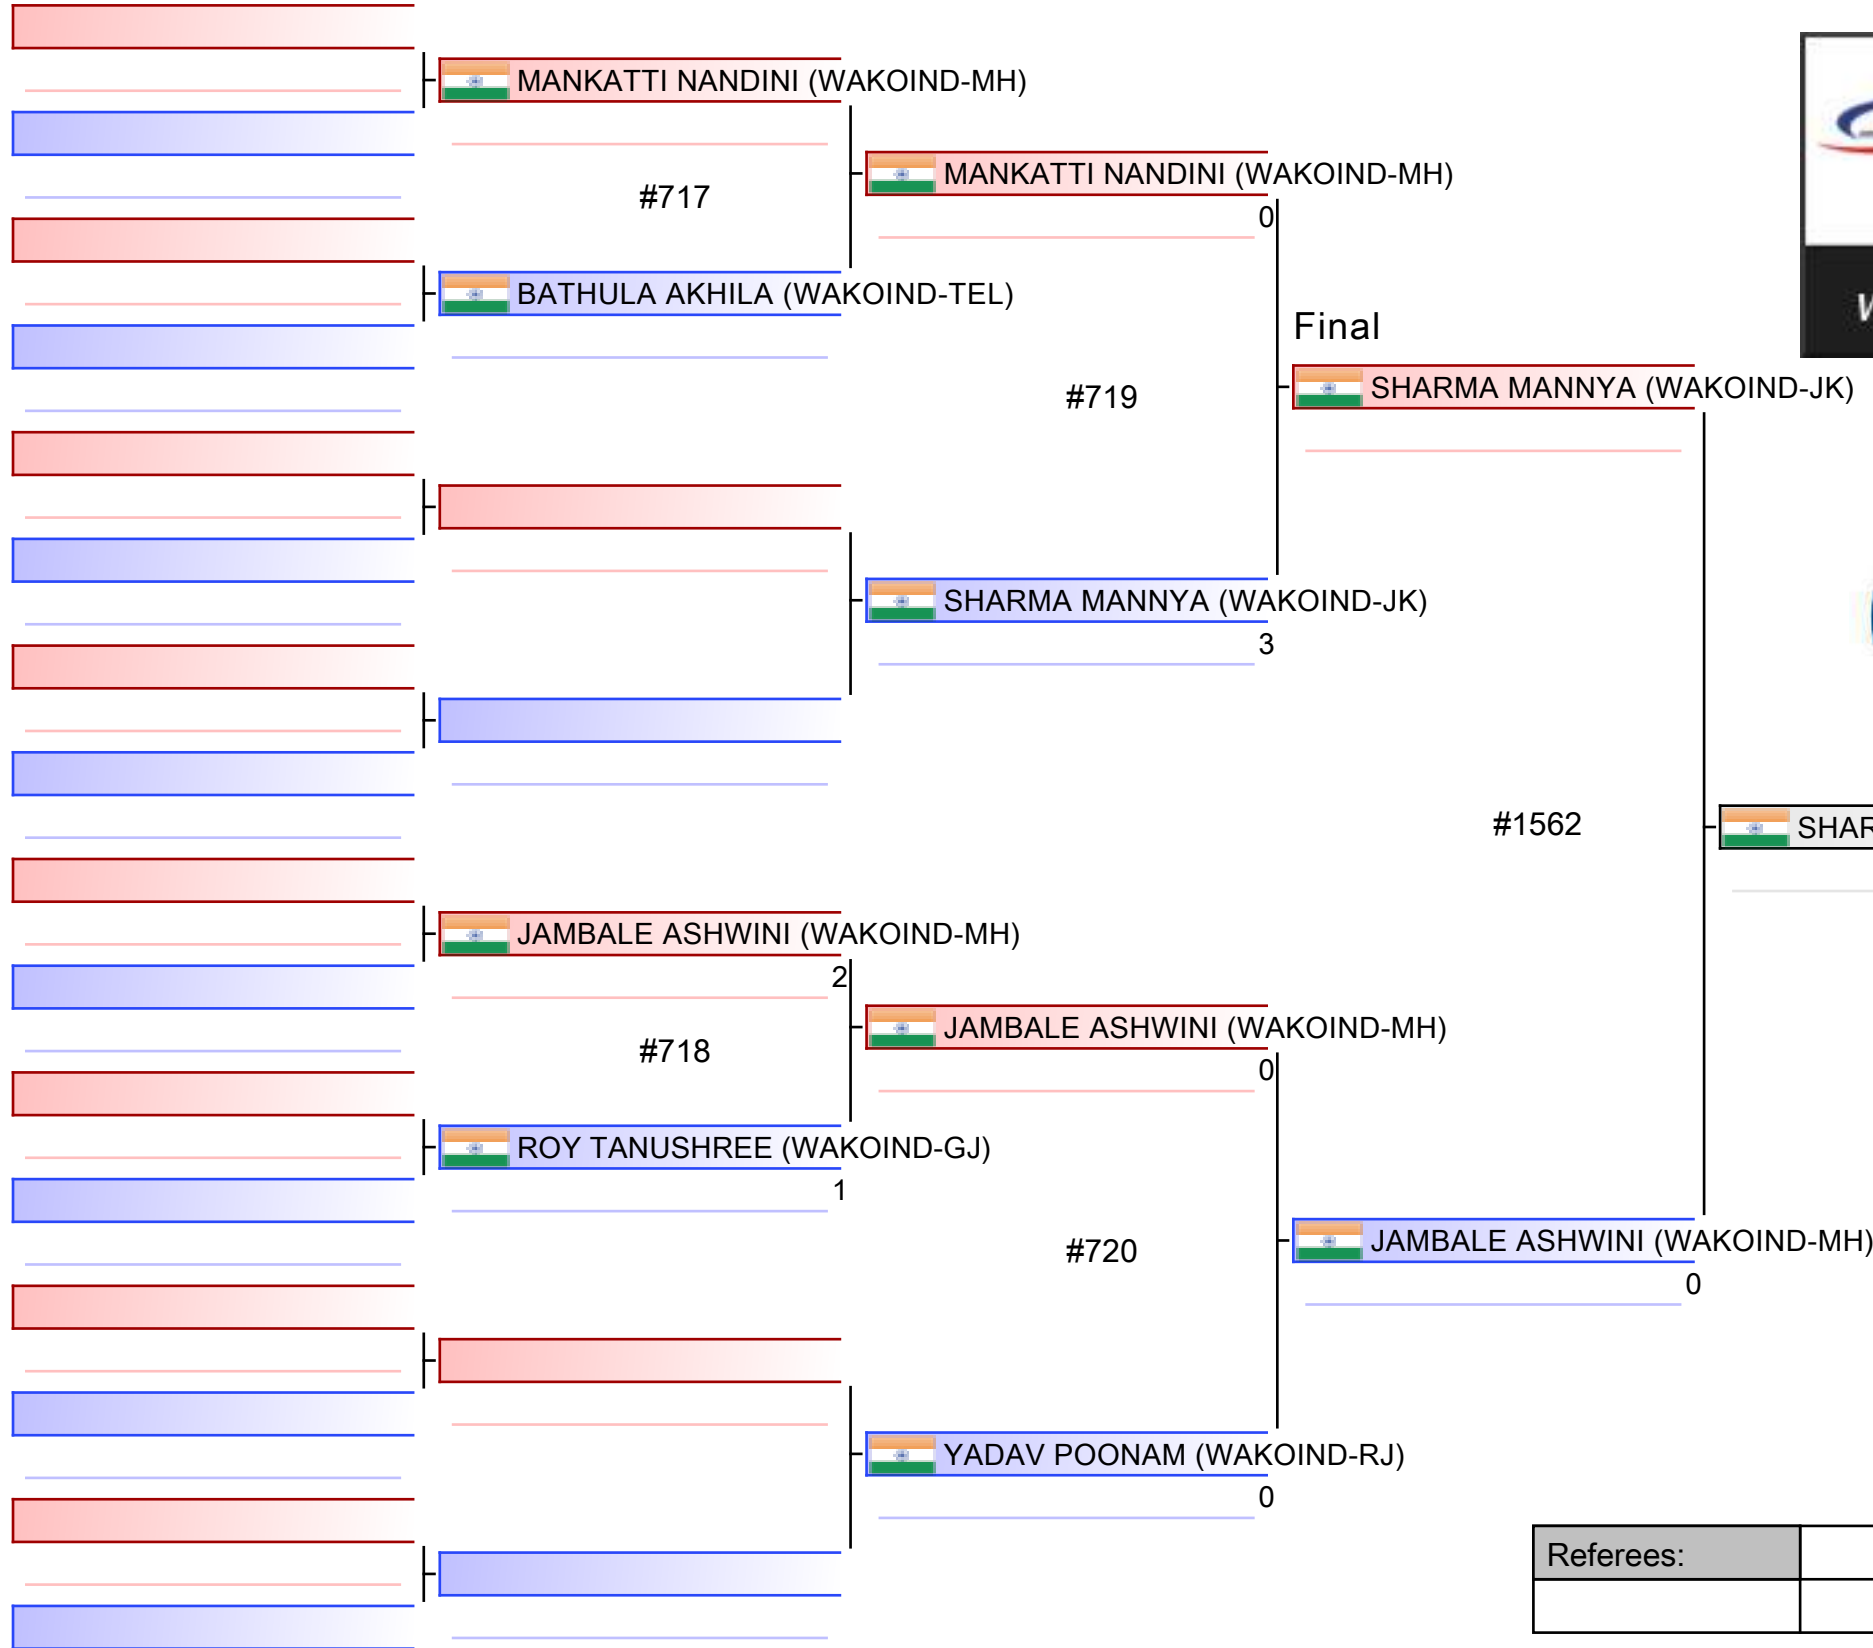 MANKATTI NANDINI (WAKOIND-MH)
MANKATTI NANDINI (WAKOIND-MH)
#717
0
BATHULA AKHILA (WAKOIND-TEL)
Final
SHARMA MANNYA (WAKOIND-JK)
#719
SHARMA MANNYA (WAKOIND-JK)
3
#1562
SHAR
JAMBALE ASHWINI (WAKOIND-MH)
2
JAMBALE ASHWINI (WAKOIND-MH)
#718
0
ROY TANUSHREE (WAKOIND-GJ)
1
#720
JAMBALE ASHWINI (WAKOIND-MH)
0
YADAV POONAM (WAKOIND-RJ)
0
Referees: